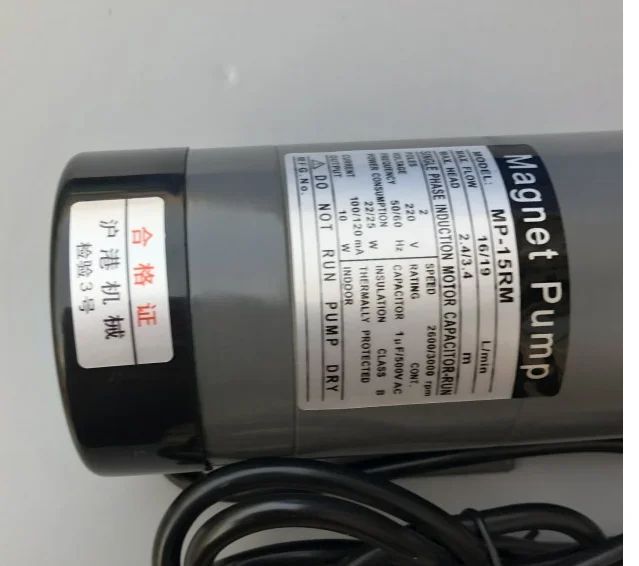 Magnet Pump
MODEL: MP-15RM
MAX. FLOW 16/19 L/min
MAX. HEAD 2.4/3.4 m
SINGLE PHASE INDUCTION MOTOR CAPACITOR-RUN
POLES 2 SPEED 2600/3000 rpm
VOLTAGE 220 V RATING CONT.
FREQUENCY 50/60 Hz CAPACITOR 1μF/500V AC
POWER CONSUMPTION 22/25 W INSULATION CLASS B
CURRENT 100/120 mA THERMALLY PROTECTED
OUTPUT 10 W INDOOR
⚠ DO NOT RUN PUMP DRY
MFG No.
合格证
沪港机械
检验3号